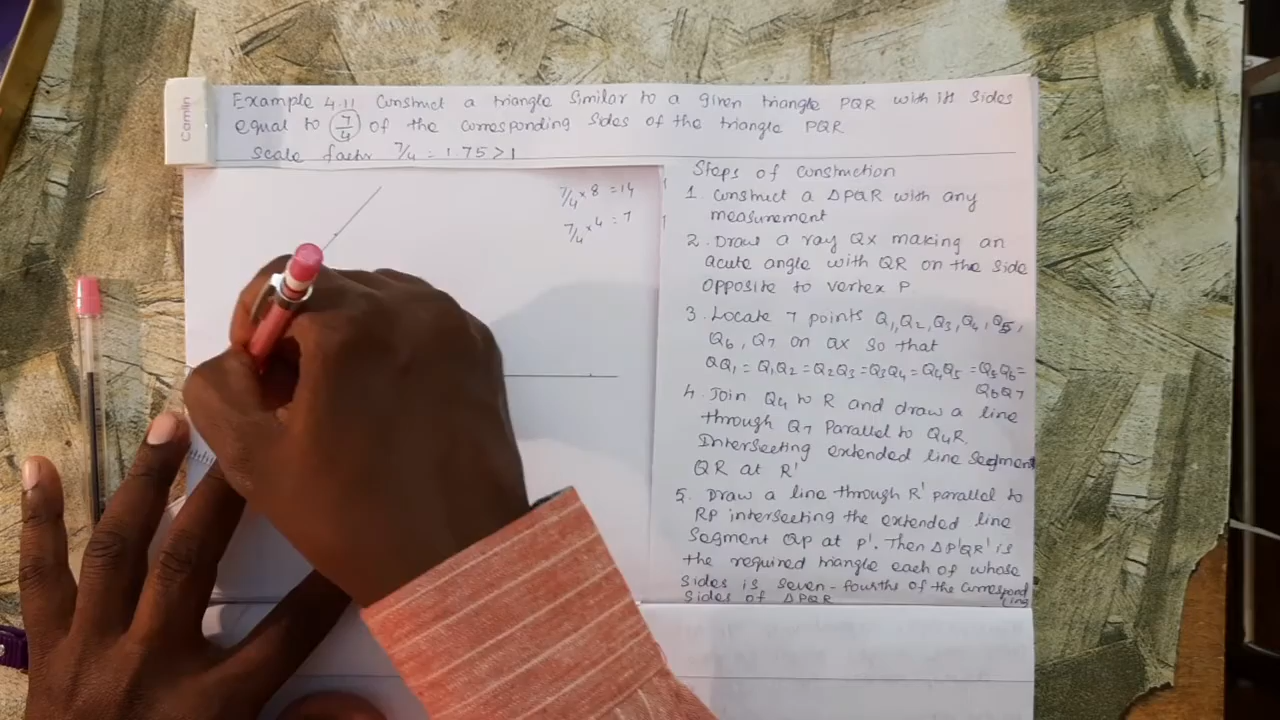 Camlin
Example 4.11 Construct a triangle similar to a given triangle PQR with its sides
equal to 7/4 of the corresponding sides of the triangle PQR
Scale factor 7/4 = 1.75 > 1
7/4 × 8 = 14
7/4 × 4 = 7
Steps of construction
1. Construct a ΔPQR with any
measurement
2. Draw a ray QX making an
acute angle with QR on the side
opposite to vertex P
3. Locate 7 points Q1, Q2, Q3, Q4, Q5,
Q6, Q7 on QX so that
QQ1 = Q1Q2 = Q2Q3 = Q3Q4 = Q4Q5 = Q5Q6 =
Q6Q7
4. Join Q4 to R and draw a line
through Q7 Parallel to Q4R
Intersecting extended line segment
QR at R'
5. Draw a line through R' parallel to
RP intersecting the extended line
Segment QP at P'. Then ΔP'QR' is
the required triangle each of whose
sides is seven-fourths of the corresponding
sides of ΔPQR